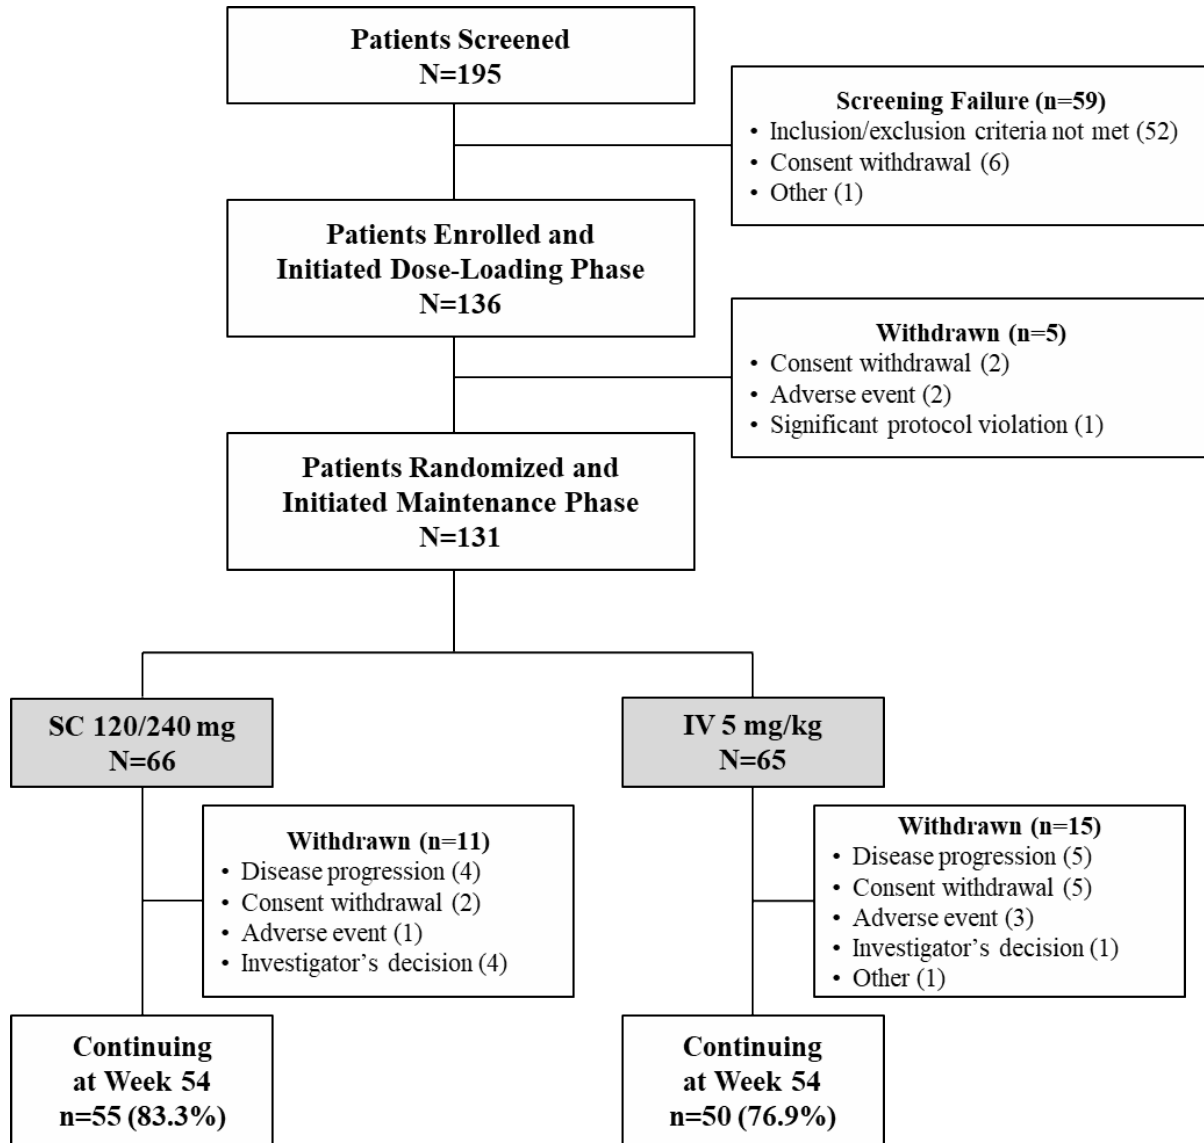 Patients Screened
N=195
Screening Failure (n=59)
• Inclusion/exclusion criteria not met (52)
• Consent withdrawal (6)
• Other (1)
Patients Enrolled and
Initiated Dose-Loading Phase
N=136
Withdrawn (n=5)
• Consent withdrawal (2)
• Adverse event (2)
• Significant protocol violation (1)
Patients Randomized and
Initiated Maintenance Phase
N=131
SC 120/240 mg
N=66
IV 5 mg/kg
N=65
Withdrawn (n=11)
• Disease progression (4)
• Consent withdrawal (2)
• Adverse event (1)
• Investigator’s decision (4)
Withdrawn (n=15)
• Disease progression (5)
• Consent withdrawal (5)
• Adverse event (3)
• Investigator’s decision (1)
• Other (1)
Continuing
at Week 54
n=55 (83.3%)
Continuing
at Week 54
n=50 (76.9%)